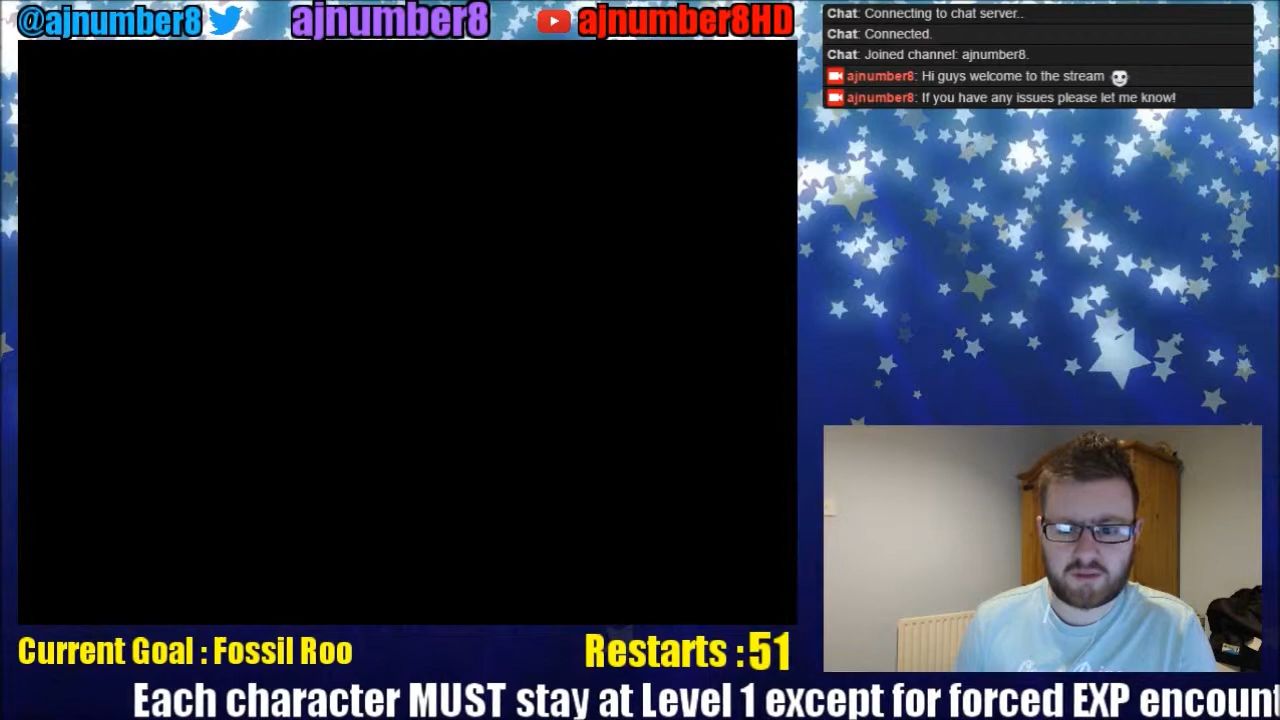 @ajnumber8
ajnumber8
ajnumber8HD
Chat: Connecting to chat server..
Chat: Connected.
Chat: Joined channel: ajnumber8.
ajnumber8: Hi guys welcome to the stream
ajnumber8: If you have any issues please let me know!
Current Goal : Fossil Roo
Restarts : 51
Each character MUST stay at Level 1 except for forced EXP encount